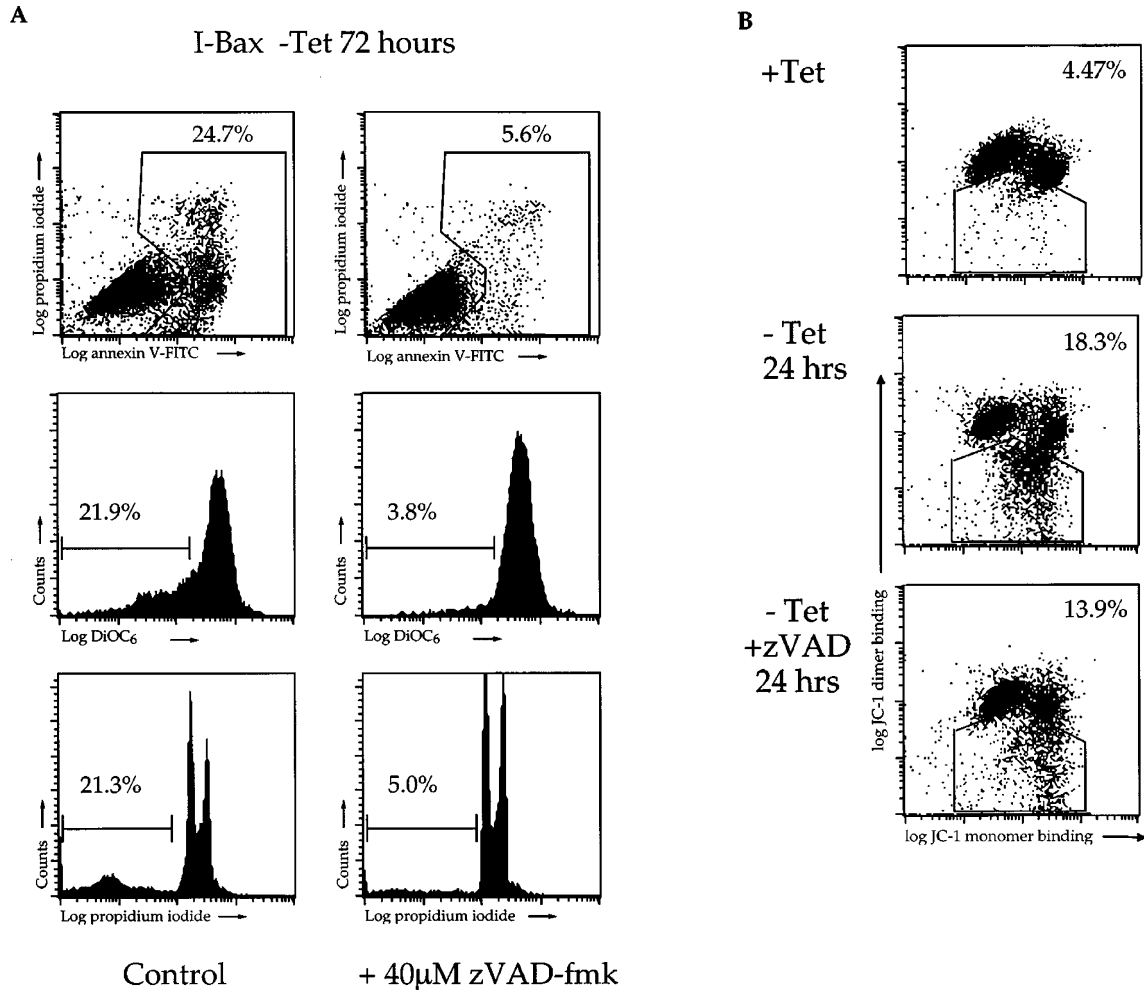 A
I-Bax -Tet 72 hours
24.7%
Log propidium iodide
Log annexin V-FITC
5.6%
Log propidium iodide
Log annexin V-FITC
21.9%
Counts
Log DiOC6
3.8%
Counts
Log DiOC6
21.3%
Counts
Log propidium iodide
5.0%
Counts
Log propidium iodide
Control
+ 40µM zVAD-fmk
B
+Tet
4.47%
- Tet
24 hrs
18.3%
- Tet
+zVAD
24 hrs
13.9%
log JC-1 dimer binding
log JC-1 monomer binding